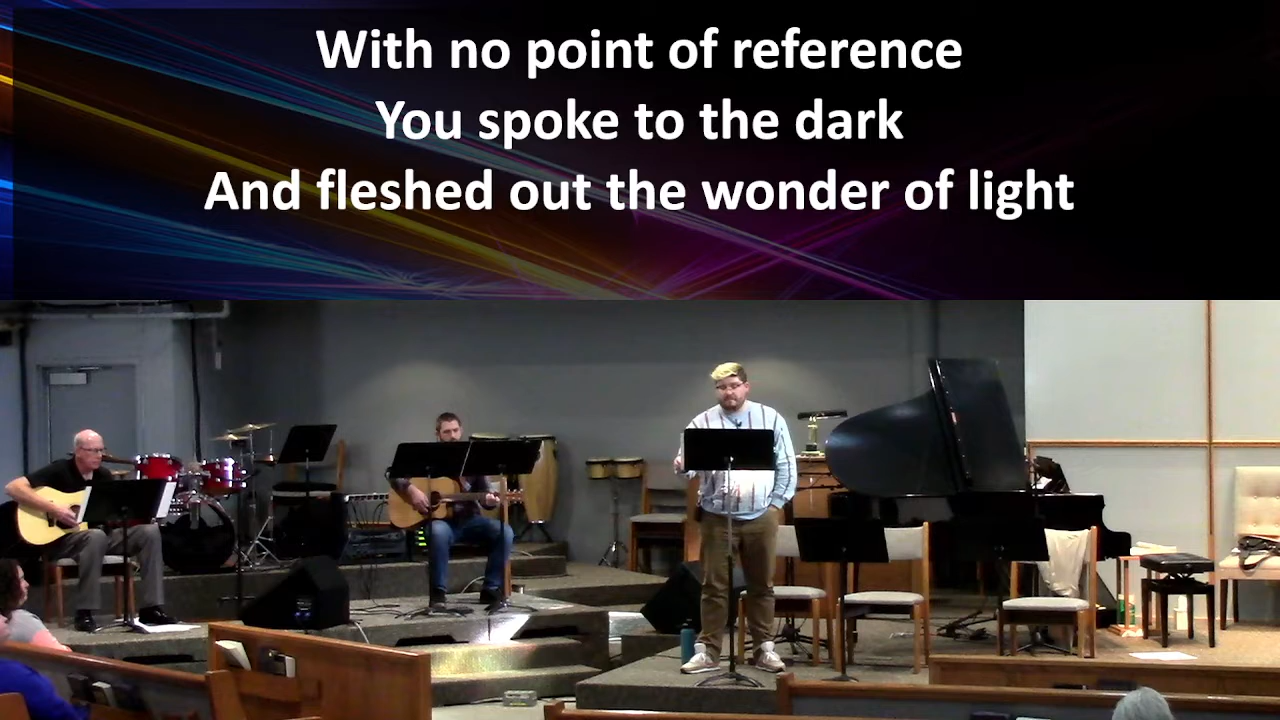 With no point of reference
You spoke to the dark
And fleshed out the wonder of light